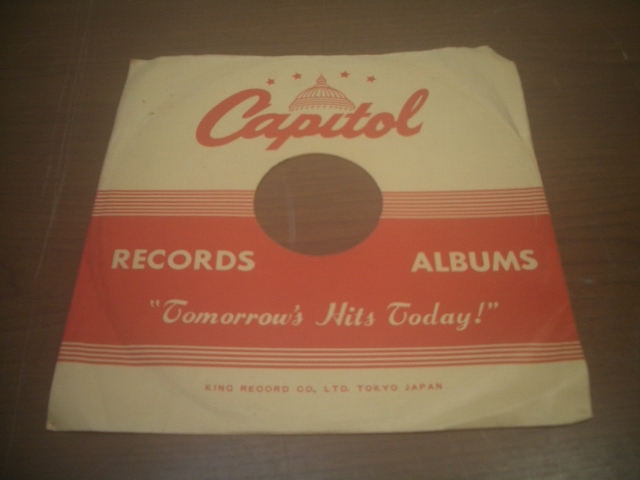 Capitol
RECORDS ALBUMS
"Tomorrow's Hits Today!"
KING RECORD CO., LTD. TOKYO JAPAN